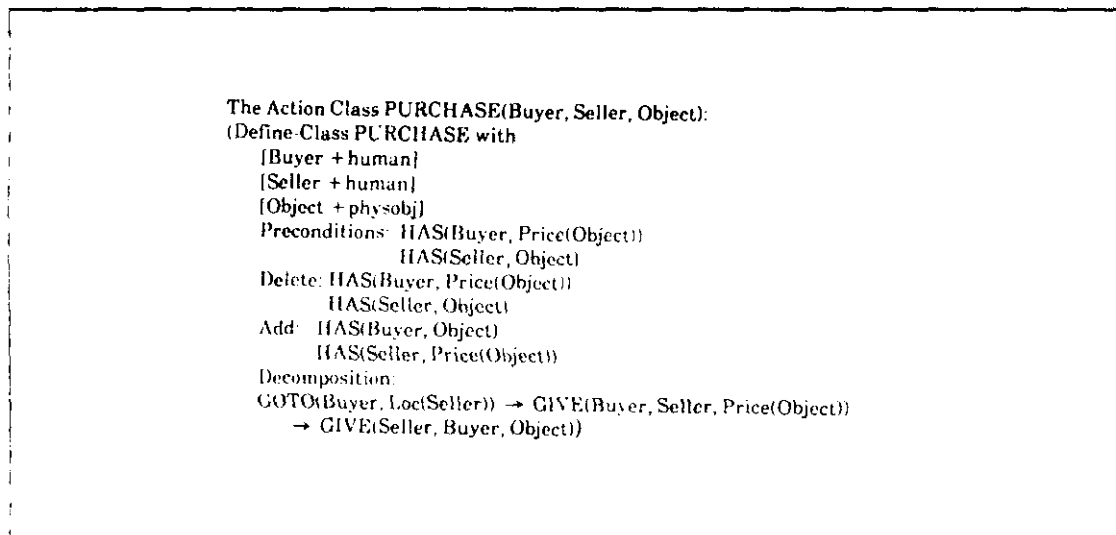 The Action Class PURCHASE(Buyer, Seller, Object):
(Define-Class PURCHASE with
[Buyer + human]
[Seller + human]
[Object + physobj]
Preconditions: HAS(Buyer, Price(Object))
HAS(Seller, Object)
Delete: HAS(Buyer, Price(Object))
HAS(Seller, Object)
Add: HAS(Buyer, Object)
HAS(Seller, Price(Object))
Decomposition:
GOTO(Buyer, Loc(Seller)) → GIVE(Buyer, Seller, Price(Object))
→ GIVE(Seller, Buyer, Object))